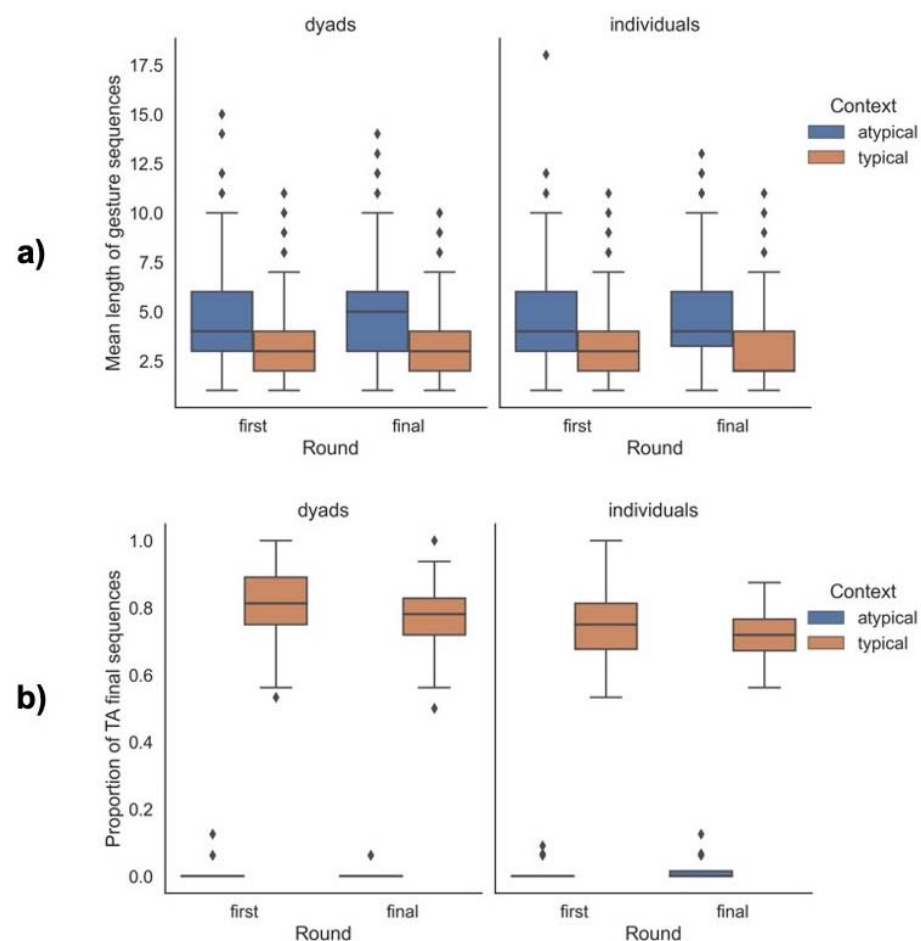 a)
dyads
individuals
Mean length of gesture sequences
17.5
15.0
12.5
10.0
7.5
5.0
2.5
first
final
Round
first
final
Round
Context
atypical
typical
b)
dyads
individuals
Proportion of TA final sequences
1.0
0.8
0.6
0.4
0.2
0.0
first
final
Round
first
final
Round
Context
atypical
typical